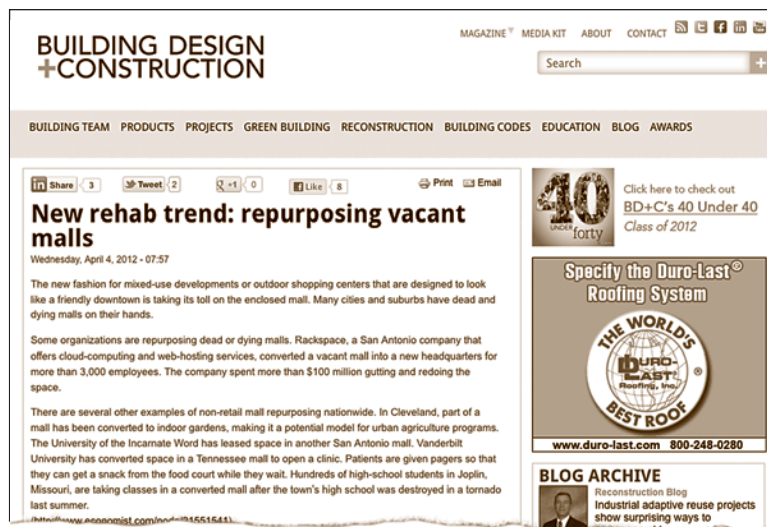 BUILDING DESIGN
+CONSTRUCTION
MAGAZINE MEDIA KIT ABOUT CONTACT
Search +
BUILDING TEAM PRODUCTS PROJECTS GREEN BUILDING RECONSTRUCTION BUILDING CODES EDUCATION BLOG AWARDS
in Share 3 Tweet 2 g +1 0 f Like 8 Print Email
New rehab trend: repurposing vacant
malls
Wednesday, April 4, 2012 - 07:57
The new fashion for mixed-use developments or outdoor shopping centers that are designed to look
like a friendly downtown is taking its toll on the enclosed mall. Many cities and suburbs have dead and
dying malls on their hands.
Some organizations are repurposing dead or dying malls. Rackspace, a San Antonio company that
offers cloud-computing and web-hosting services, converted a vacant mall into a new headquarters for
more than 3,000 employees. The company spent more than $100 million gutting and redoing the
space.
There are several other examples of non-retail mall repurposing nationwide. In Cleveland, part of a
mall has been converted to indoor gardens, making it a potential model for urban agriculture programs.
The University of the Incarnate Word has leased space in another San Antonio mall. Vanderbilt
University has converted space in a Tennessee mall to open a clinic. Patients are given pagers so that
they can get a snack from the food court while they wait. Hundreds of high-school students in Joplin,
Missouri, are taking classes in a converted mall after the town's high school was destroyed in a tornado
last summer.
(http://www.economist.com/node/21551541)
40
UNDER forty
Click here to check out
BD+C's 40 Under 40
Class of 2012
Specify the Duro-Last®
Roofing System
THE WORLD'S
DURO-
LAST®
Roofing, Inc.
BEST ROOF
®
www.duro-last.com 800-248-0280
BLOG ARCHIVE
Reconstruction Blog
Industrial adaptive reuse projects
show surprising ways to